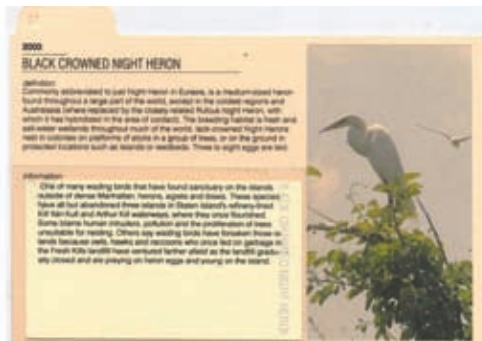 2003
BLACK CROWNED NIGHT HERON
definition:
Commonly abbreviated to just Night Heron in Eurasia, is a medium-sized heron
found throughout a large part of the world, except in the coldest regions and
Australasia (where replaced by the closely related Rufous Night Heron, with
which it has hybridized in the area of contact). The breeding habitat is fresh and
salt-water wetlands throughout much of the world. lack-crowned Night Herons
nest in colonies on platforms of sticks in a group of trees, or on the ground in
protected locations such as islands or reedbeds. Three to eight eggs are laid.
information:
One of many wading birds that have found sanctuary on the islands
outside of dense Manhattan, herons, egrets and ibises. These species
have all but abandoned three islands in Staten Island's refinery-lined
Kill Van Kull and Arthur Kill waterways, where they once flourished.
Some blame human intruders, pollution and the proliferation of trees
unsuitable for nesting. Others say wading birds have forsaken those is-
lands because owls, hawks and raccoons who once fed on garbage in
the Fresh Kills landfill have ventured farther afield as the landfill gradu-
ally closed and are preying on heron eggs and young on the island.